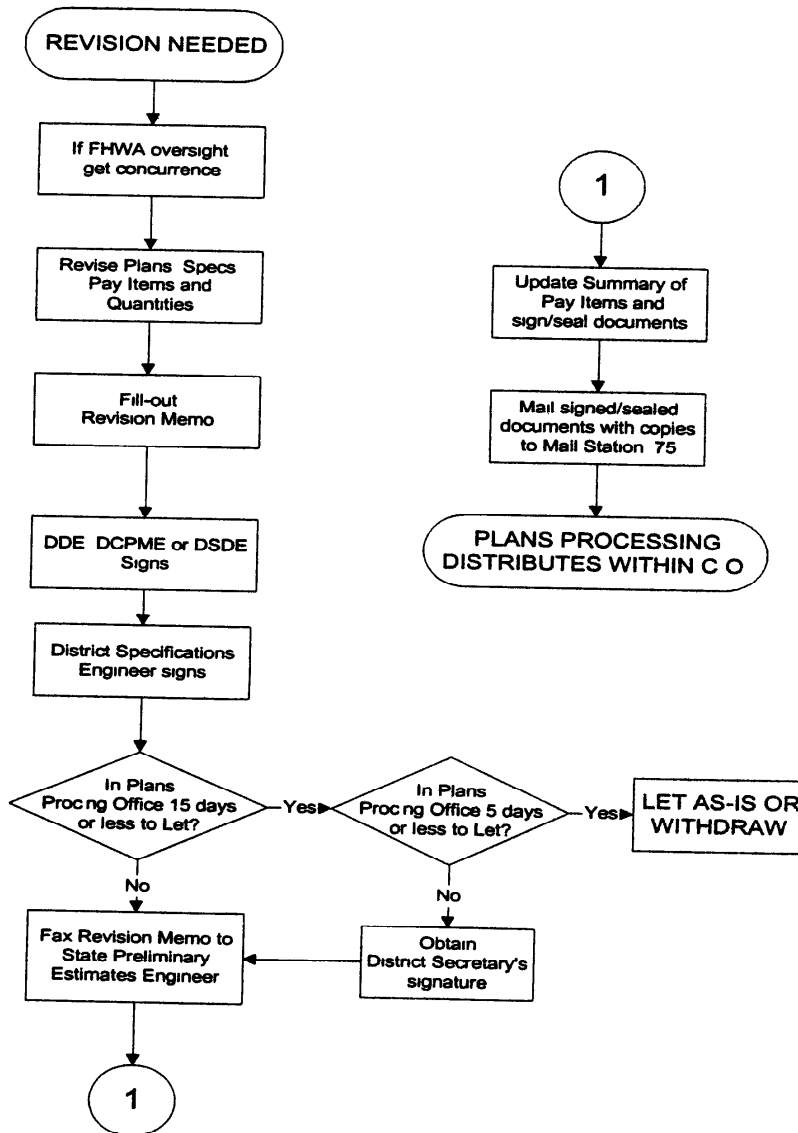 REVISION NEEDED
If FHWA oversight
get concurrence
Revise Plans Specs
Pay Items and
Quantities
Fill-out
Revision Memo
DDE DCPME or DSDE
Signs
District Specifications
Engineer signs
In Plans
Proc ng Office 15 days
or less to Let?
Yes
In Plans
Proc ng Office 5 days
or less to Let?
Yes
LET AS-IS OR
WITHDRAW
No
No
Fax Revision Memo to
State Preliminary
Estimates Engineer
Obtain
District Secretary's
signature
1
1
Update Summary of
Pay Items and
sign/seal documents
Mail signed/sealed
documents with copies
to Mail Station 75
PLANS PROCESSING
DISTRIBUTES WITHIN C O